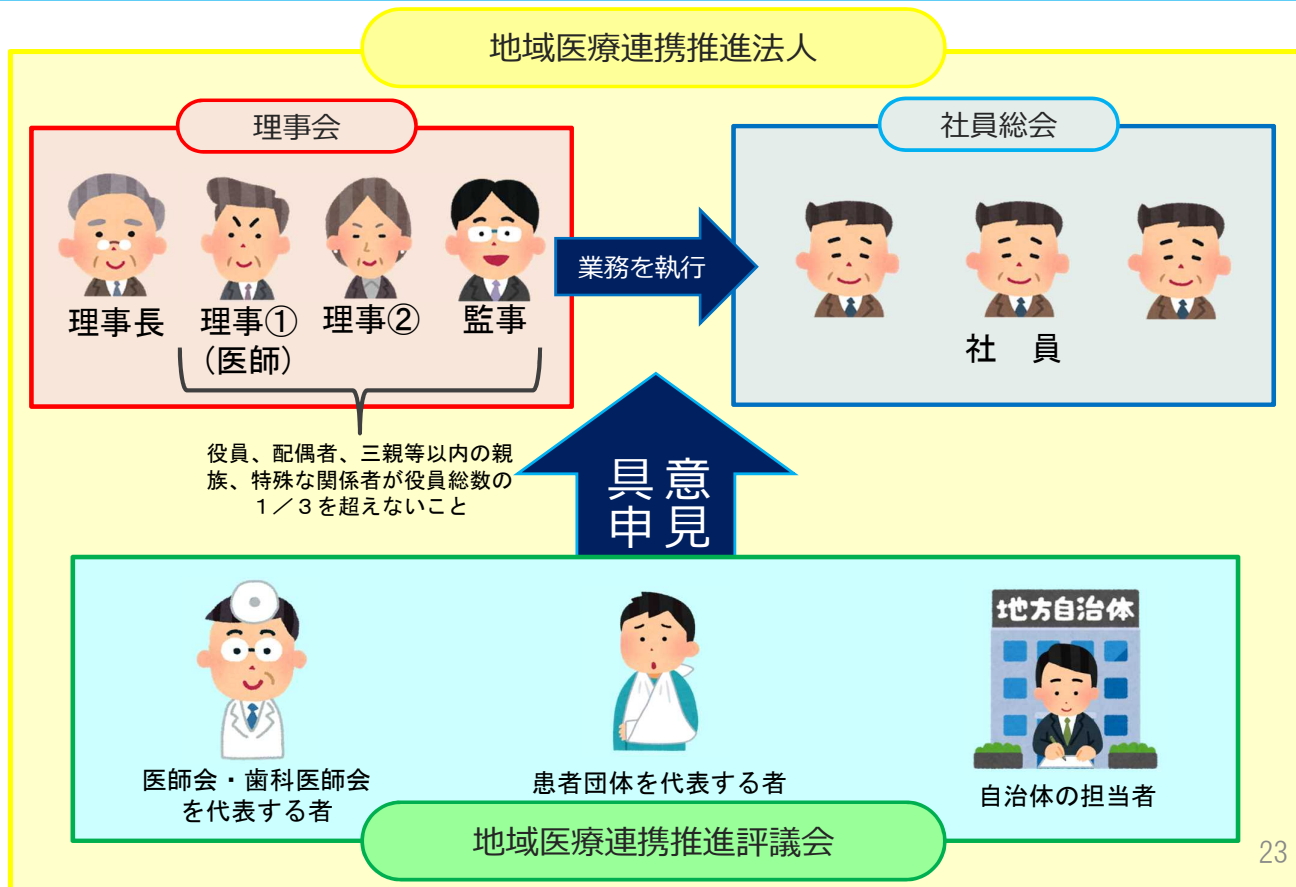 地域医療連携推進法人
理事会
社員総会
理事長
理事①
(医師)
理事②
監事
業務を執行
社　員
役員、配偶者、三親等以内の親
族、特殊な関係者が役員総数の
１／３を超えないこと
意見
具申
地方自治体
医師会・歯科医師会
を代表する者
患者団体を代表する者
自治体の担当者
地域医療連携推進評議会
23